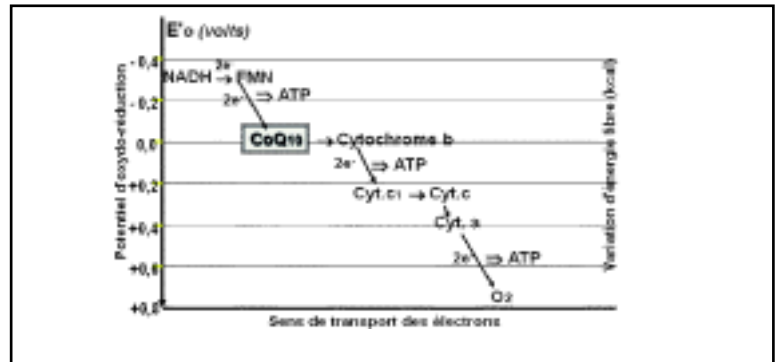 E'o (volts)
- 0,4
2e-
NADH → FMN
- 0,2
2e- ⇒ ATP
0,0
CoQ10 → Cytochrome b
2e- ⇒ ATP
+0,2
Cyt.c1 → Cyt.c
+0,4
Cyt. a
+0,6
2e- ⇒ ATP
O2
+0,8
Potentiel d'oxydo-réduction
Variation d'énergie libre (kcal)
Sens de transport des électrons